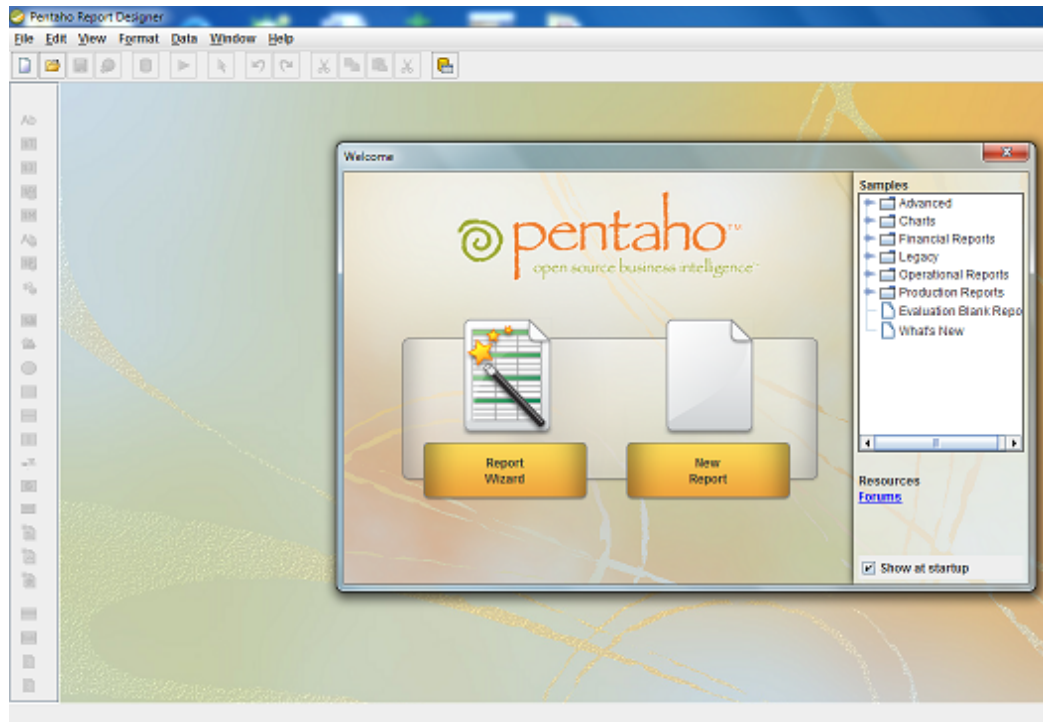 Pentaho Report Designer
File Edit View Format Data Window Help
Welcome
pentaho™
open source business intelligence™
Report
Wizard
New
Report
Samples
Advanced
Charts
Financial Reports
Legacy
Operational Reports
Production Reports
Evaluation Blank Repo
What's New
Resources
Forums
Show at startup